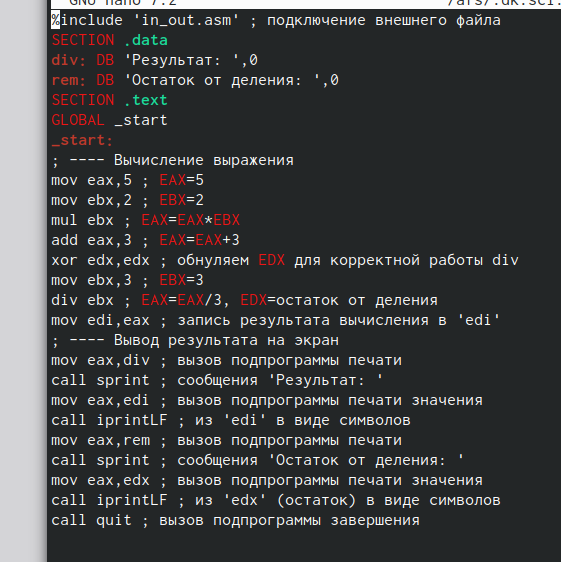 GNU nano 7.2 /afs/.dk.sci.
%include 'in_out.asm' ; подключение внешнего файла
SECTION .data
div: DB 'Результат: ',0
rem: DB 'Остаток от деления: ',0
SECTION .text
GLOBAL _start
_start:
; ---- Вычисление выражения
mov eax,5 ; EAX=5
mov ebx,2 ; EBX=2
mul ebx ; EAX=EAX*EBX
add eax,3 ; EAX=EAX+3
xor edx,edx ; обнуляем EDX для корректной работы div
mov ebx,3 ; EBX=3
div ebx ; EAX=EAX/3, EDX=остаток от деления
mov edi,eax ; запись результата вычисления в 'edi'
; ---- Вывод результата на экран
mov eax,div ; вызов подпрограммы печати
call sprint ; сообщения 'Результат: '
mov eax,edi ; вызов подпрограммы печати значения
call iprintLF ; из 'edi' в виде символов
mov eax,rem ; вызов подпрограммы печати
call sprint ; сообщения 'Остаток от деления: '
mov eax,edx ; вызов подпрограммы печати значения
call iprintLF ; из 'edx' (остаток) в виде символов
call quit ; вызов подпрограммы завершения